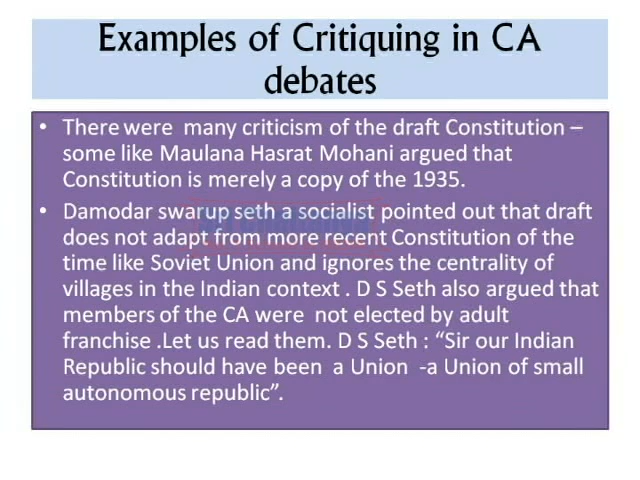 Examples of Critiquing in CA
debates
• There were many criticism of the draft Constitution –
some like Maulana Hasrat Mohani argued that
Constitution is merely a copy of the 1935.
• Damodar swarup seth a socialist pointed out that draft
does not adapt from more recent Constitution of the
time like Soviet Union and ignores the centrality of
villages in the Indian context . D S Seth also argued that
members of the CA were not elected by adult
franchise .Let us read them. D S Seth : “Sir our Indian
Republic should have been a Union -a Union of small
autonomous republic”.